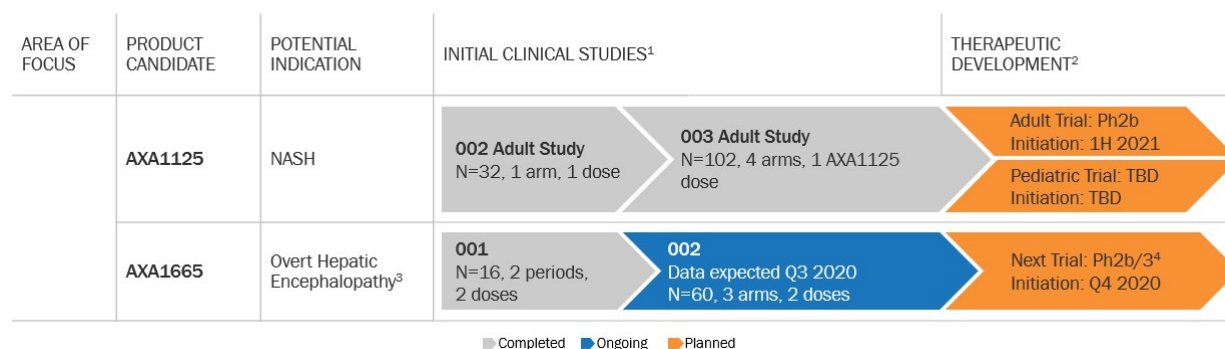 AREA OF
FOCUS
PRODUCT
CANDIDATE
POTENTIAL
INDICATION
INITIAL CLINICAL STUDIES¹
THERAPEUTIC
DEVELOPMENT²
AXA1125
NASH
002 Adult Study
N=32, 1 arm, 1 dose
003 Adult Study
N=102, 4 arms, 1 AXA1125
dose
Adult Trial: Ph2b
Initiation: 1H 2021
Pediatric Trial: TBD
Initiation: TBD
AXA1665
Overt Hepatic
Encephalopathy³
001
N=16, 2 periods,
2 doses
002
Data expected Q3 2020
N=60, 3 arms, 2 doses
Next Trial: Ph2b/3⁴
Initiation: Q4 2020
Completed Ongoing Planned